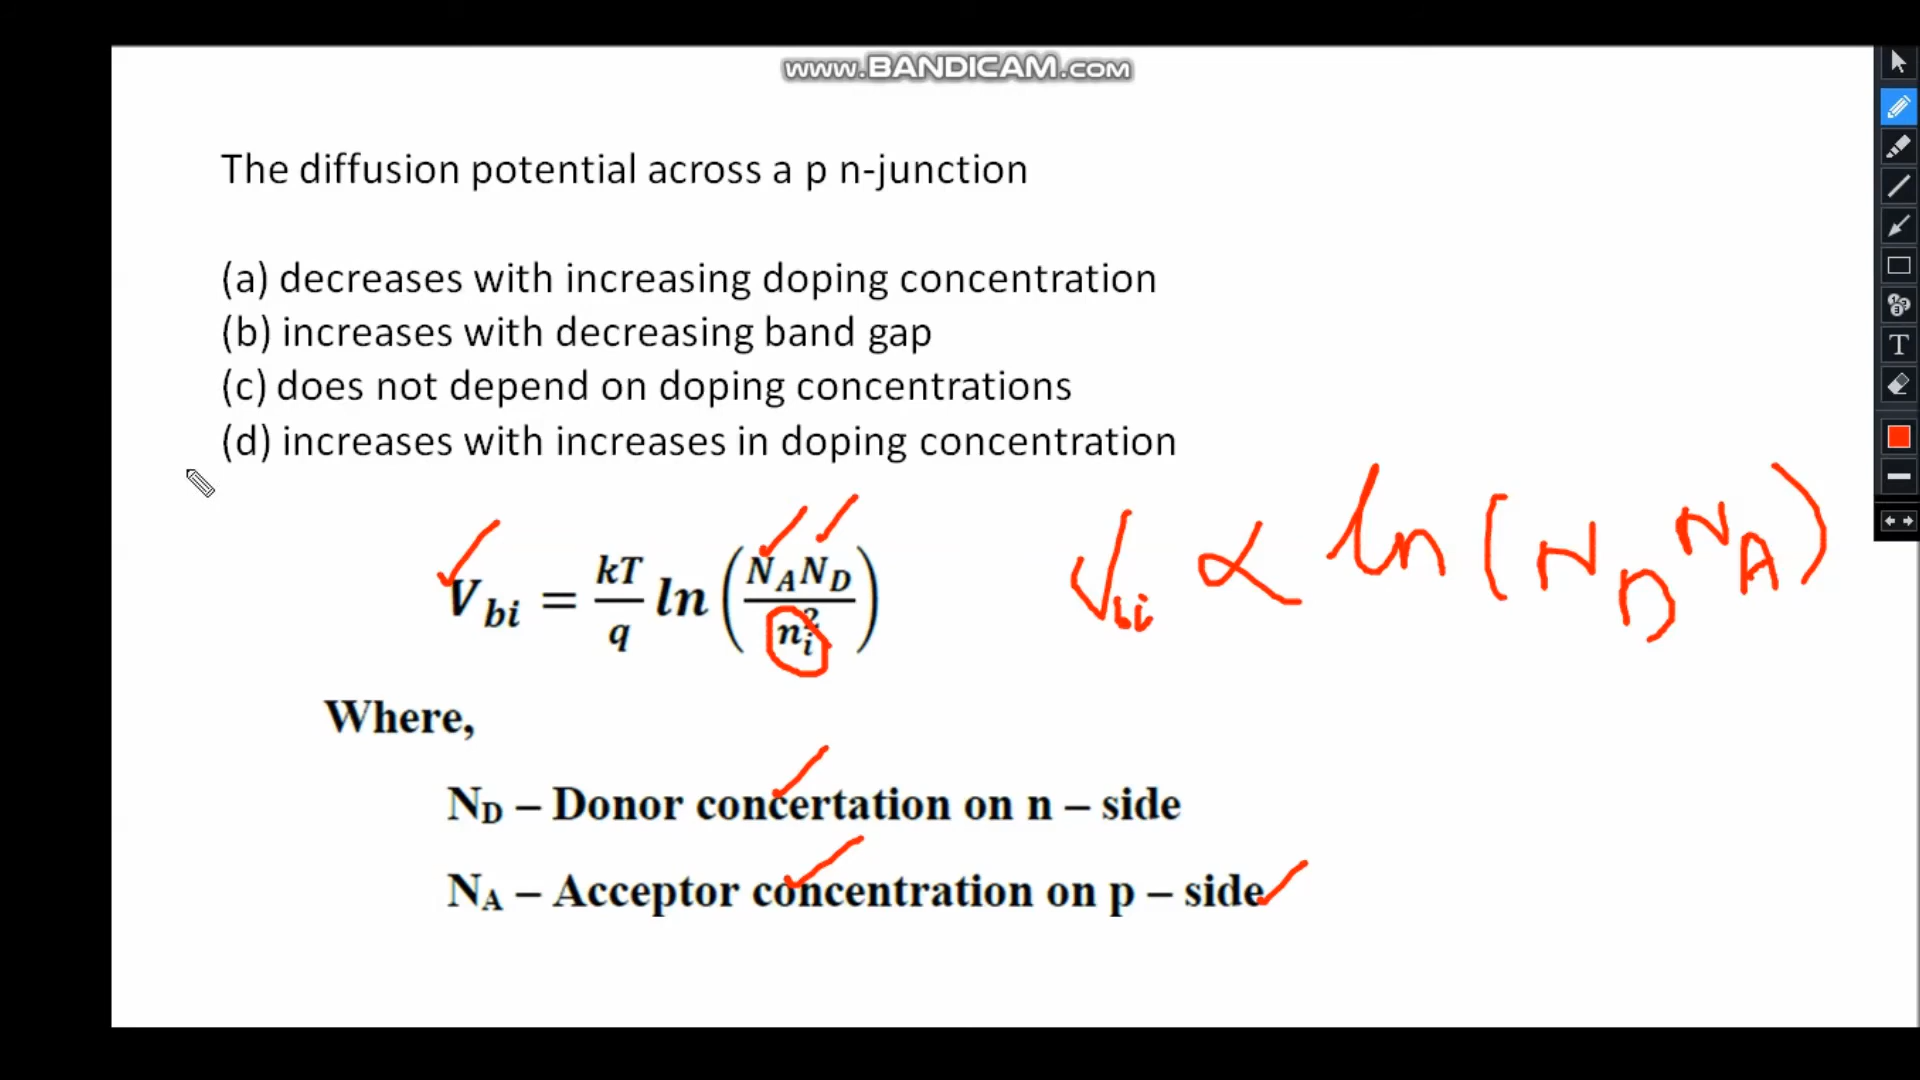 www.BANDICAM.com
The diffusion potential across a p n-junction
(a) decreases with increasing doping concentration
(b) increases with decreasing band gap
(c) does not depend on doping concentrations
(d) increases with increases in doping concentration
V_bi = kT/q ln (N_A N_D / n_i^2)
V_bi ∝ ln (N_D N_A)
Where,
N_D – Donor concertation on n – side
N_A – Acceptor concentration on p – side
T